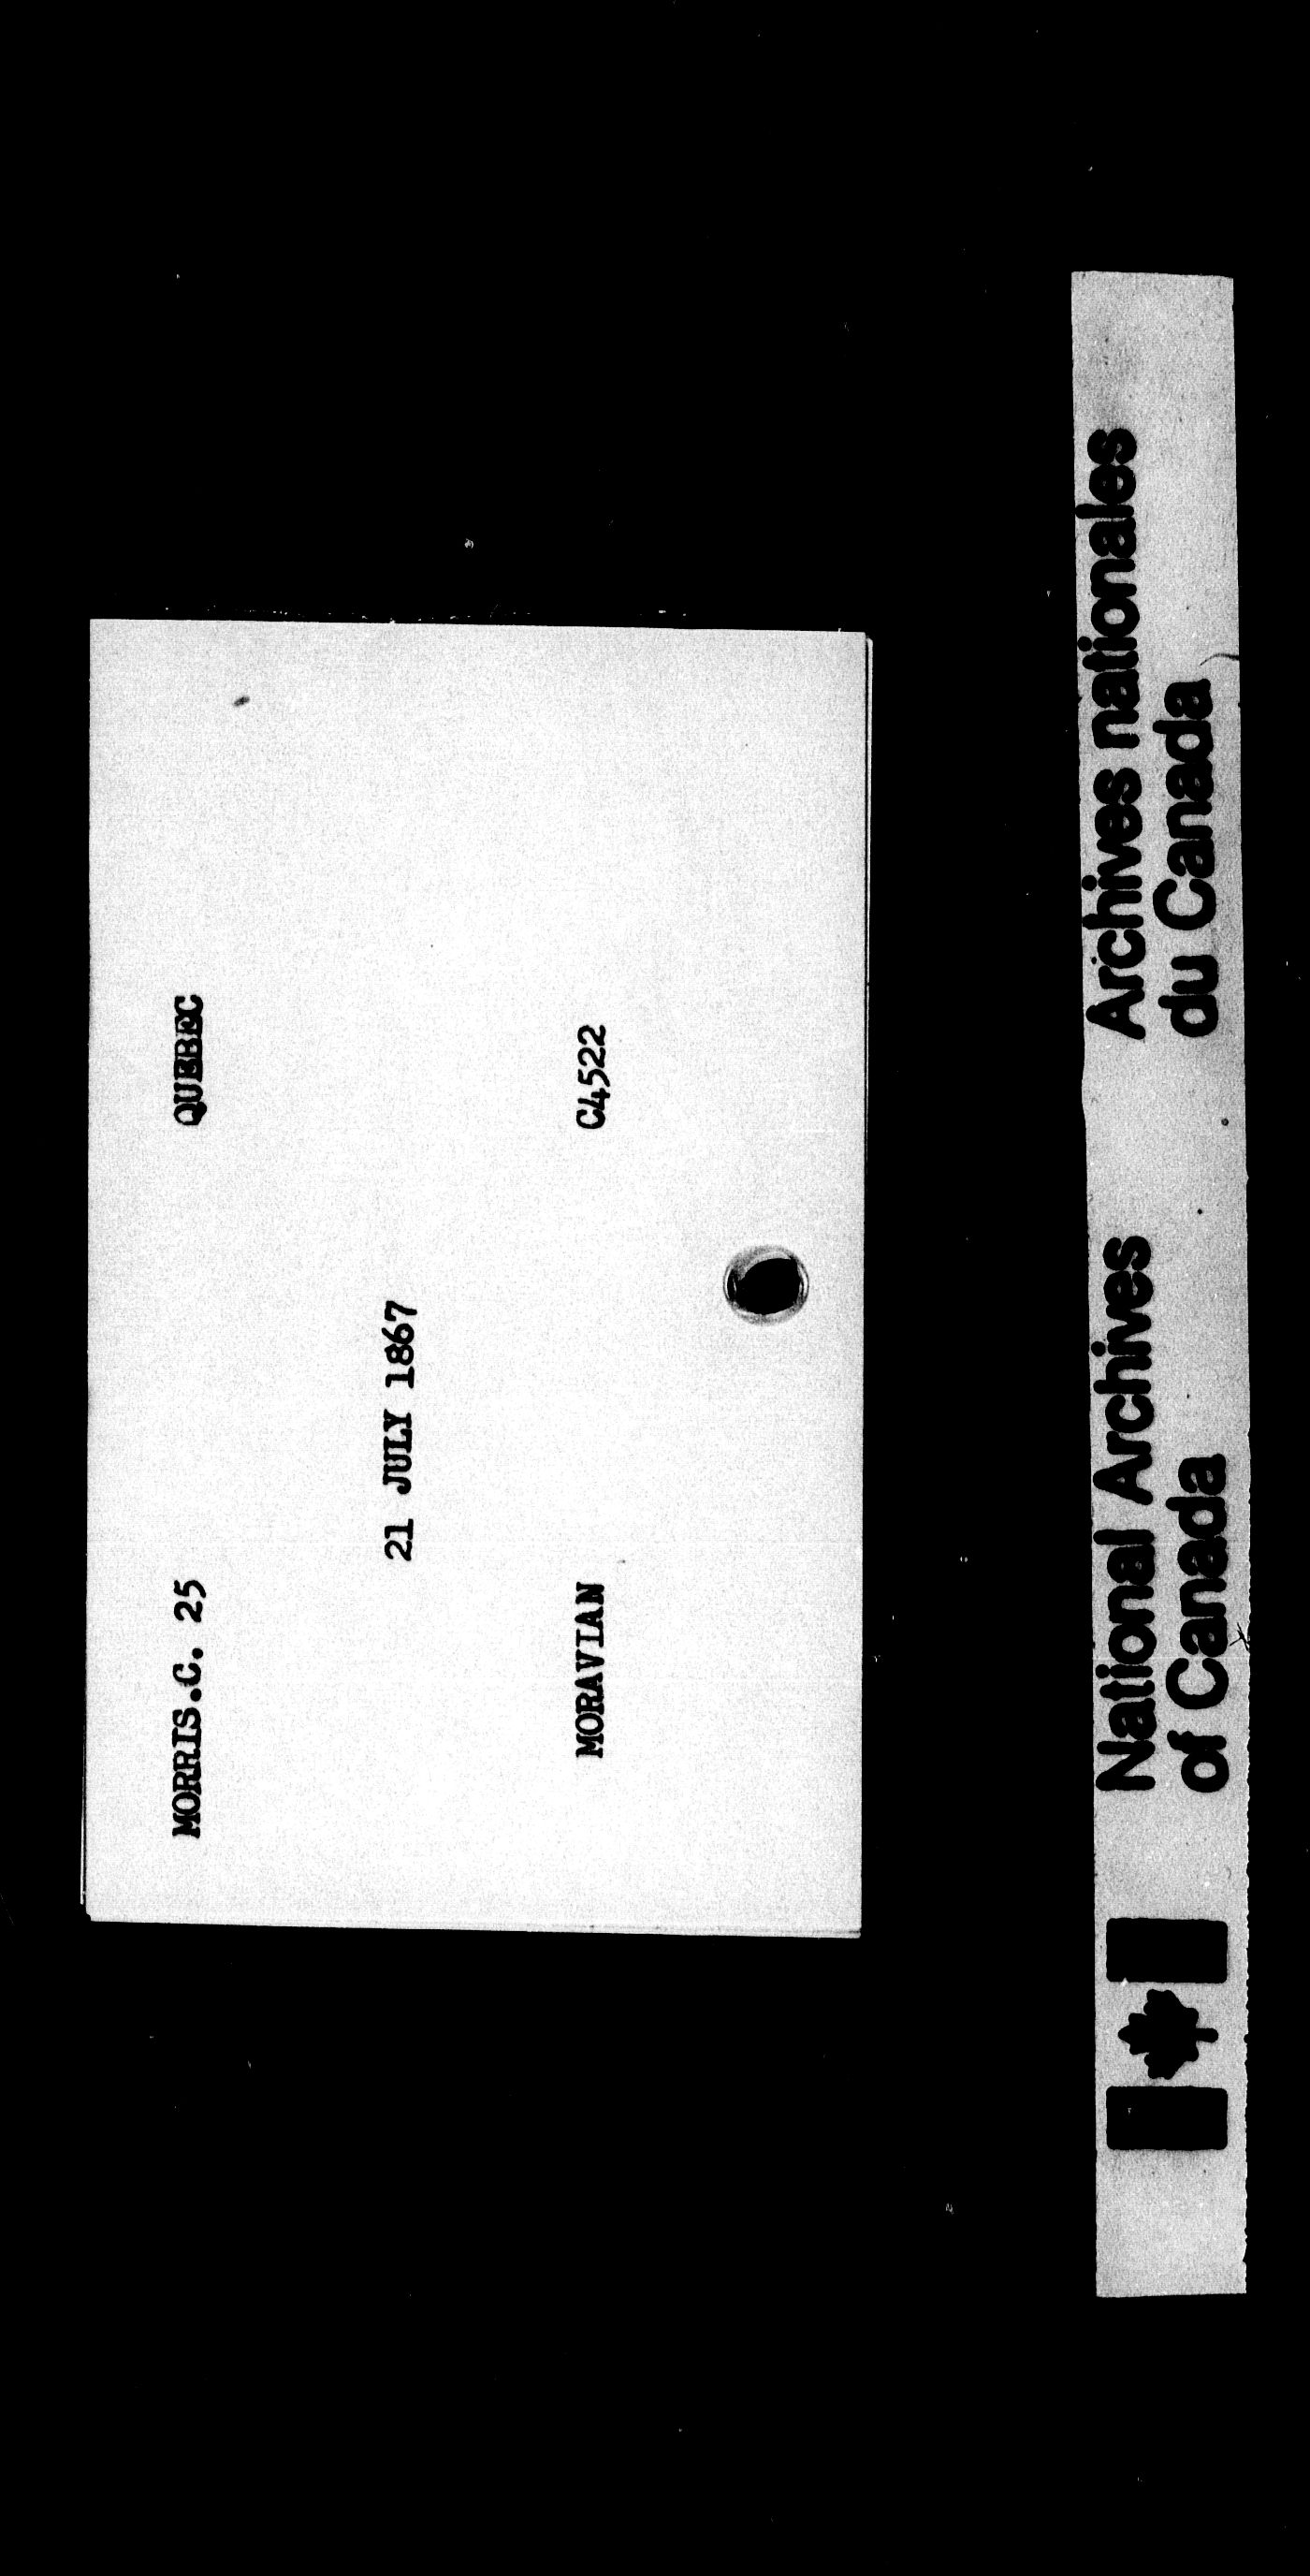 MORRIS.C. 25 QUEBEC
21 JULY 1867
MORAVIAN C4522
National Archives of Canada
Archives nationales du Canada